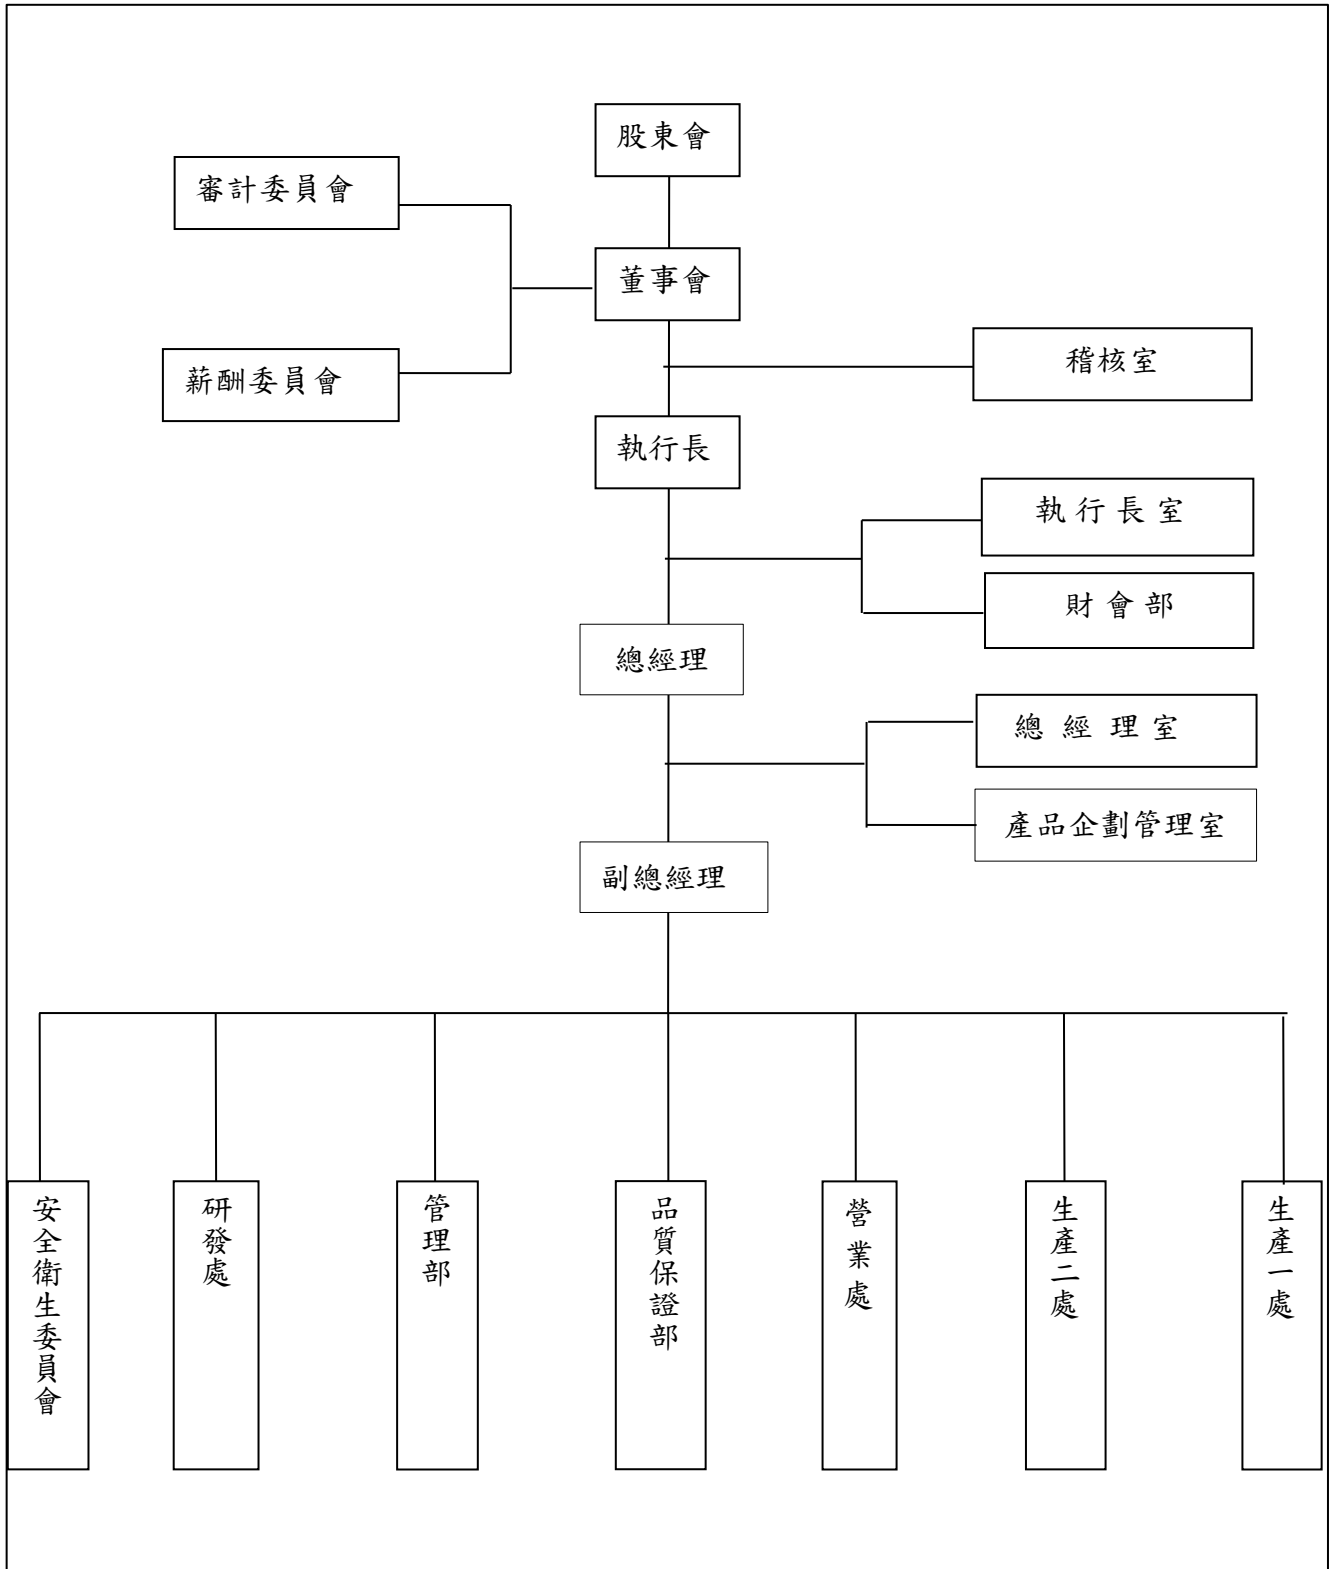 股東會
審計委員會
董事會
稽核室
薪酬委員會
執行長
執行長室
財會部
總經理
總經理室
產品企劃管理室
副總經理
安全衛生委員會
研發處
管理部
品質保證部
營業處
生產二處
生產一處